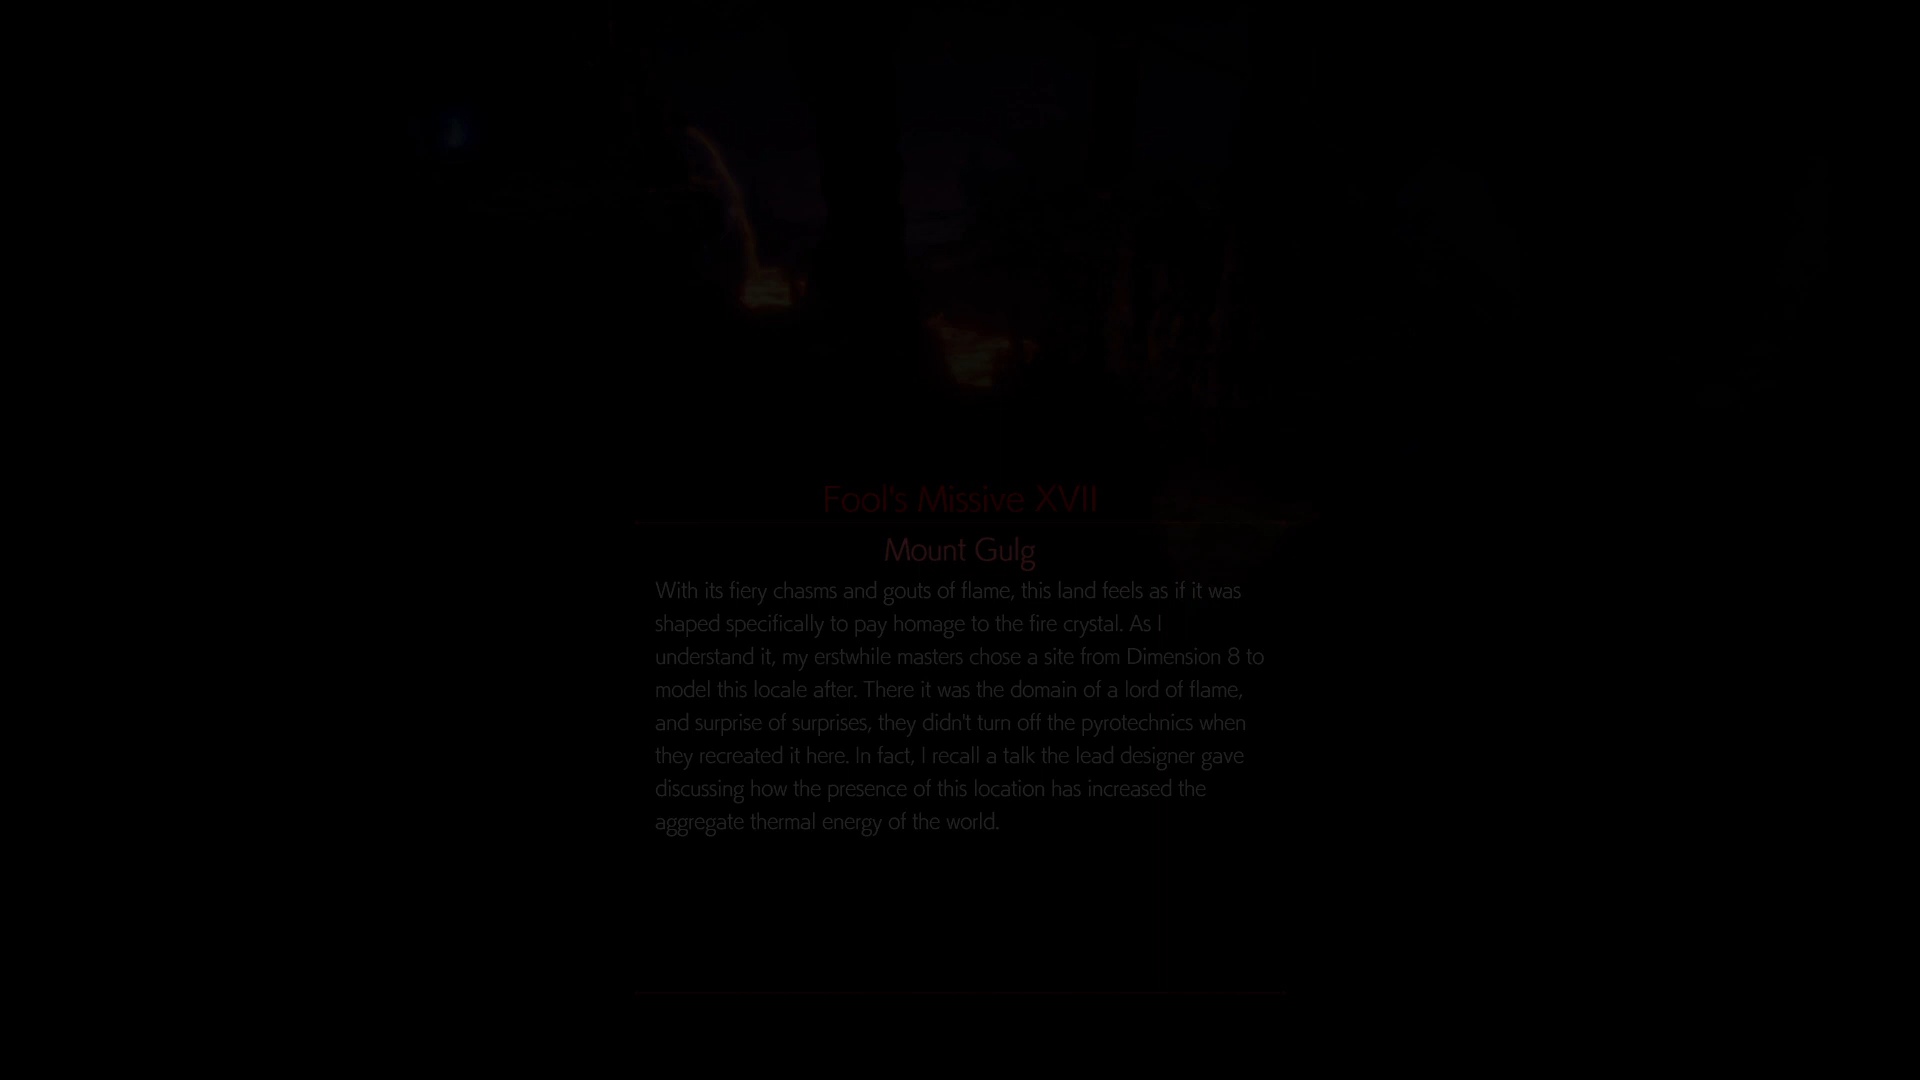 Fool's Missive XVII
Mount Gulg
With its fiery chasms and gouts of flame, this land feels as if it was
shaped specifically to pay homage to the fire crystal. As I
understand it, my erstwhile masters chose a site from Dimension 8 to
model this locale after. There it was the domain of a lord of flame,
and surprise of surprises, they didn't turn off the pyrotechnics when
they recreated it here. In fact, I recall a talk the lead designer gave
discussing how the presence of this location has increased the
aggregate thermal energy of the world.